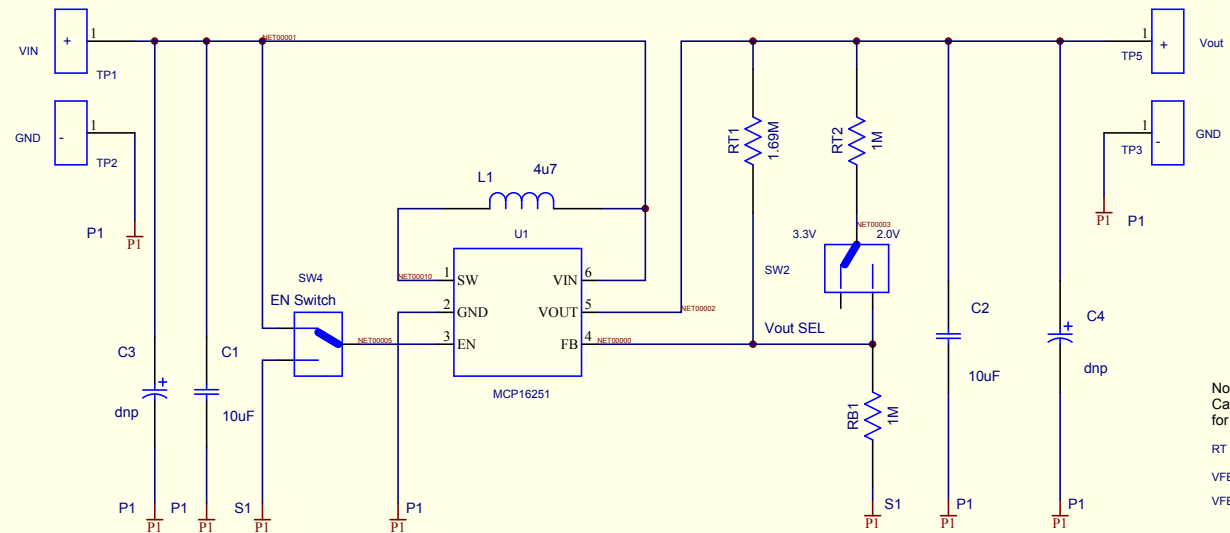 VIN
+
1
TP1
NET00001
1
+
TP5
Vout
GND
-
1
TP2
P1
P1
RT1
1.69M
RT2
1M
1
-
TP3
GND
P1
P1
L1
4u7
U1
NET00010
1
SW
2
GND
3
EN
VIN
6
VOUT
5
FB
4
MCP16251
NET00002
NET00000
NET00005
SW4
EN Switch
3.3V
NET00003
2.0V
SW2
Vout SEL
C3
+
dnp
C1
10uF
C2
10uF
C4
+
dnp
RB1
1M
No
Ca
for
RT
VFB
VFB
P1
P1
P1
P1
S1
P1
P1
P1
S1
P1
P1
P1
P1
P1